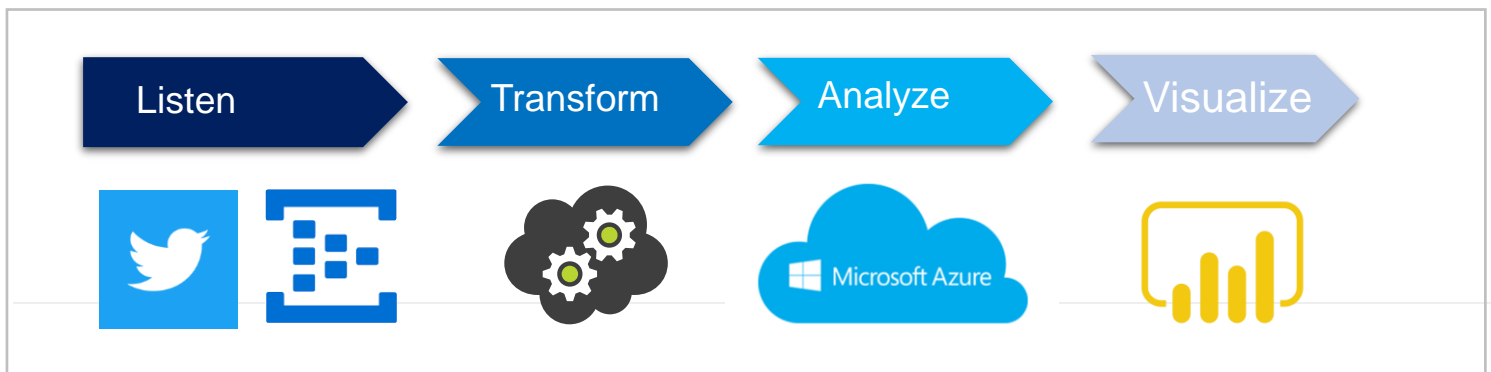 Listen
Transform
Analyze
Visualize
Microsoft Azure